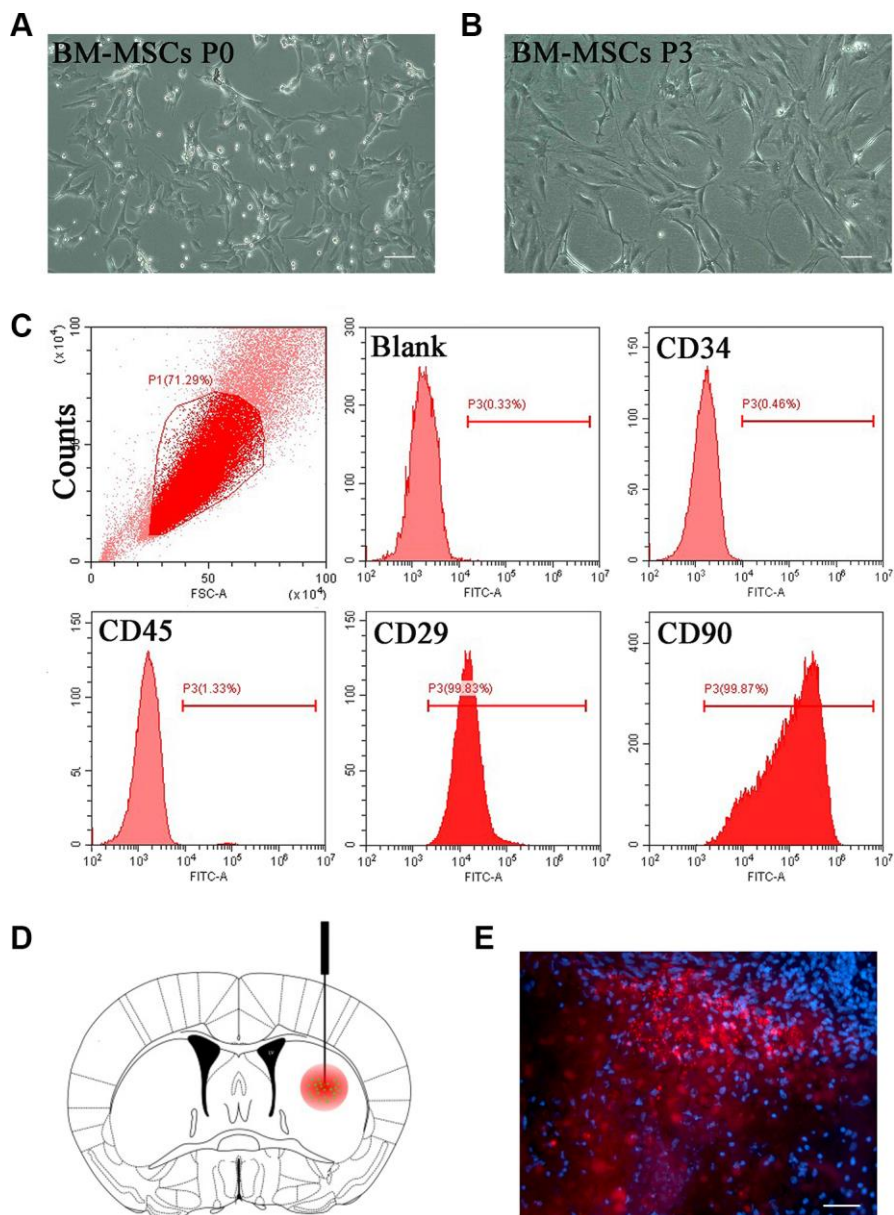 A
BM-MSCs P0
B
BM-MSCs P3
C
Counts
(x10⁴)
100
50
0
P1(71.29%)
0 50 100
FSC-A (x10⁴)
Blank
300
200
100
0
P3(0.33%)
10² 10³ 10⁴ 10⁵ 10⁶ 10⁷
FITC-A
CD34
150
100
50
0
P3(0.46%)
10² 10³ 10⁴ 10⁵ 10⁶ 10⁷
FITC-A
CD45
150
100
50
0
P3(1.33%)
10² 10³ 10⁴ 10⁵ 10⁶ 10⁷
FITC-A
CD29
150
100
50
0
P3(99.83%)
10² 10³ 10⁴ 10⁵ 10⁶ 10⁷
FITC-A
CD90
400
200
0
P3(99.87%)
10² 10³ 10⁴ 10⁵ 10⁶ 10⁷
FITC-A
D
LV
E